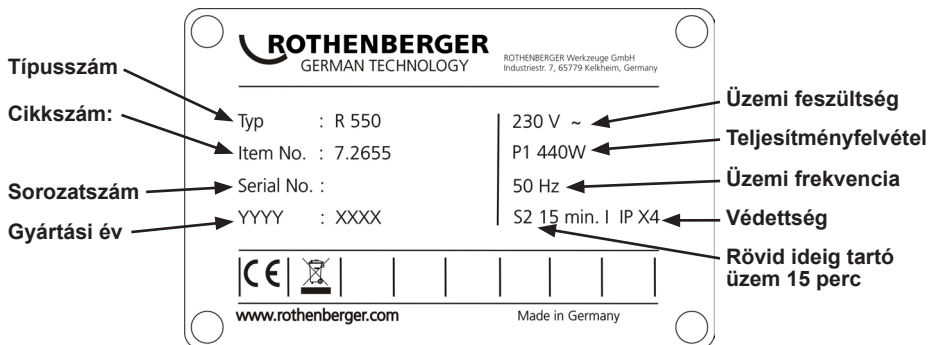 ROTHENBERGER
GERMAN TECHNOLOGY
ROTHENBERGER Werkzeuge GmbH
Industriestr. 7, 65779 Kelkheim, Germany
Típusszám
Cikkszám:
Sorozatszám
Gyártási év
Typ : R 550
Item No. : 7.2655
Serial No. :
YYYY : XXXX
230 V ~
P1 440W
50 Hz
S2 15 min. I IP X4
Üzemi feszültség
Teljesítményfelvétel
Üzemi frekvencia
Védettség
Rövid ideig tartó
üzem 15 perc
CE
www.rothenberger.com
Made in Germany